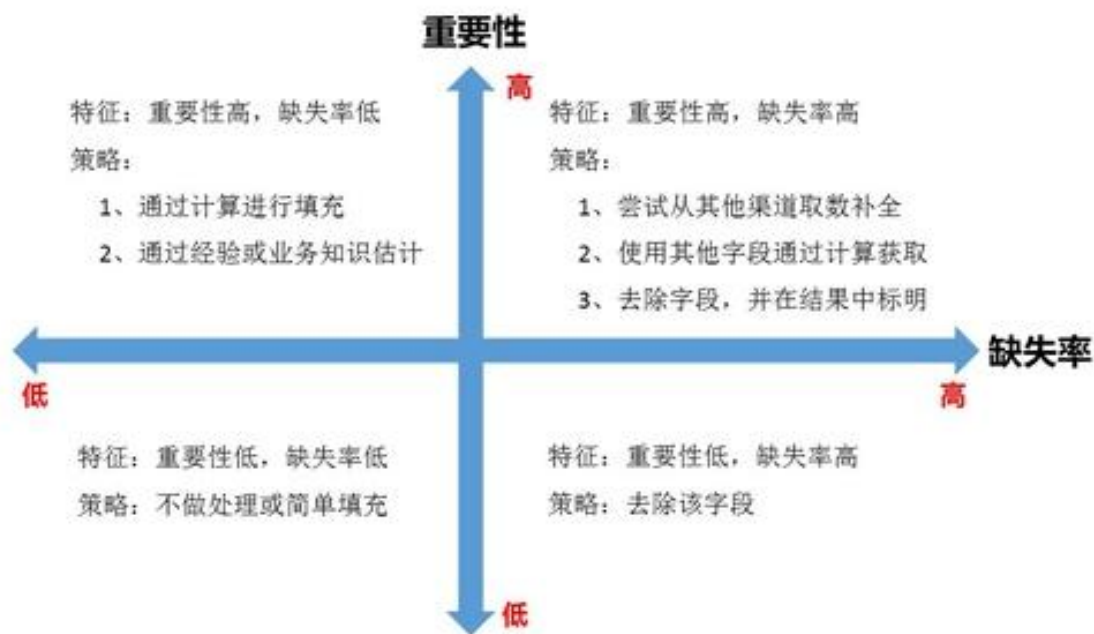 重要性
高
特征：重要性高，缺失率低
策略：
1、通过计算进行填充
2、通过经验或业务知识估计
特征：重要性高，缺失率高
策略：
1、尝试从其他渠道取数补全
2、使用其他字段通过计算获取
3、去除字段，并在结果中标明
缺失率
低
高
特征：重要性低，缺失率低
策略：不做处理或简单填充
特征：重要性低，缺失率高
策略：去除该字段
低